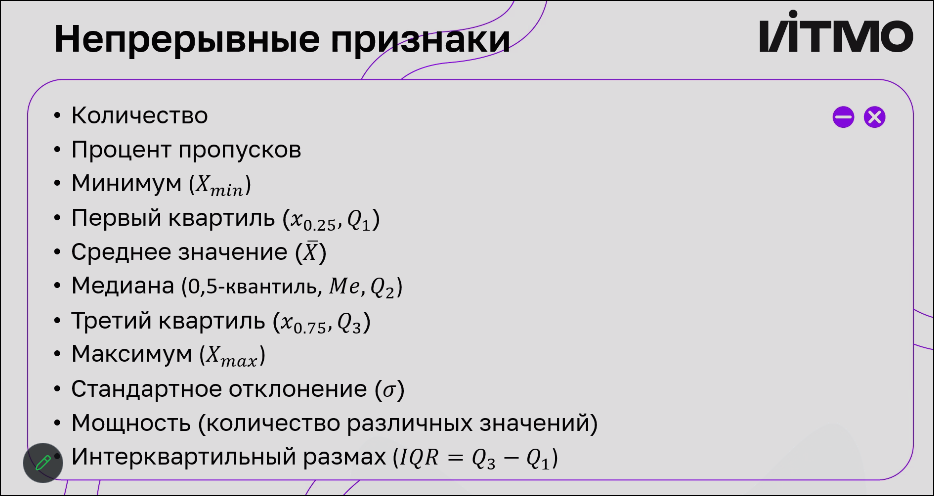 Непрерывные признаки
ITMO
• Количество
• Процент пропусков
• Минимум (X_min)
• Первый квартиль (x_0.25, Q_1)
• Среднее значение (X̄)
• Медиана (0,5-квантиль, Me, Q_2)
• Третий квартиль (x_0.75, Q_3)
• Максимум (X_max)
• Стандартное отклонение (σ)
• Мощность (количество различных значений)
• Интерквартильный размах (IQR = Q_3 − Q_1)